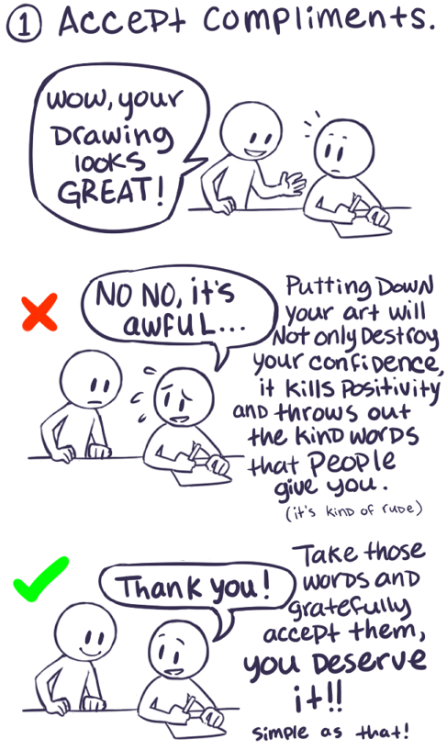 ① Accept Compliments.
Wow, your
Drawing
looks
GREAT!
NO NO, it's
awful...
Putting Down
your art will
Not only Destroy
your confidence,
it kills Positivity
and throws out
the kind words
that People
give you.
(it's kind of rude)
Thank you!
Take those
words and
gratefully
accept them,
you Deserve
it!!
simple as that!